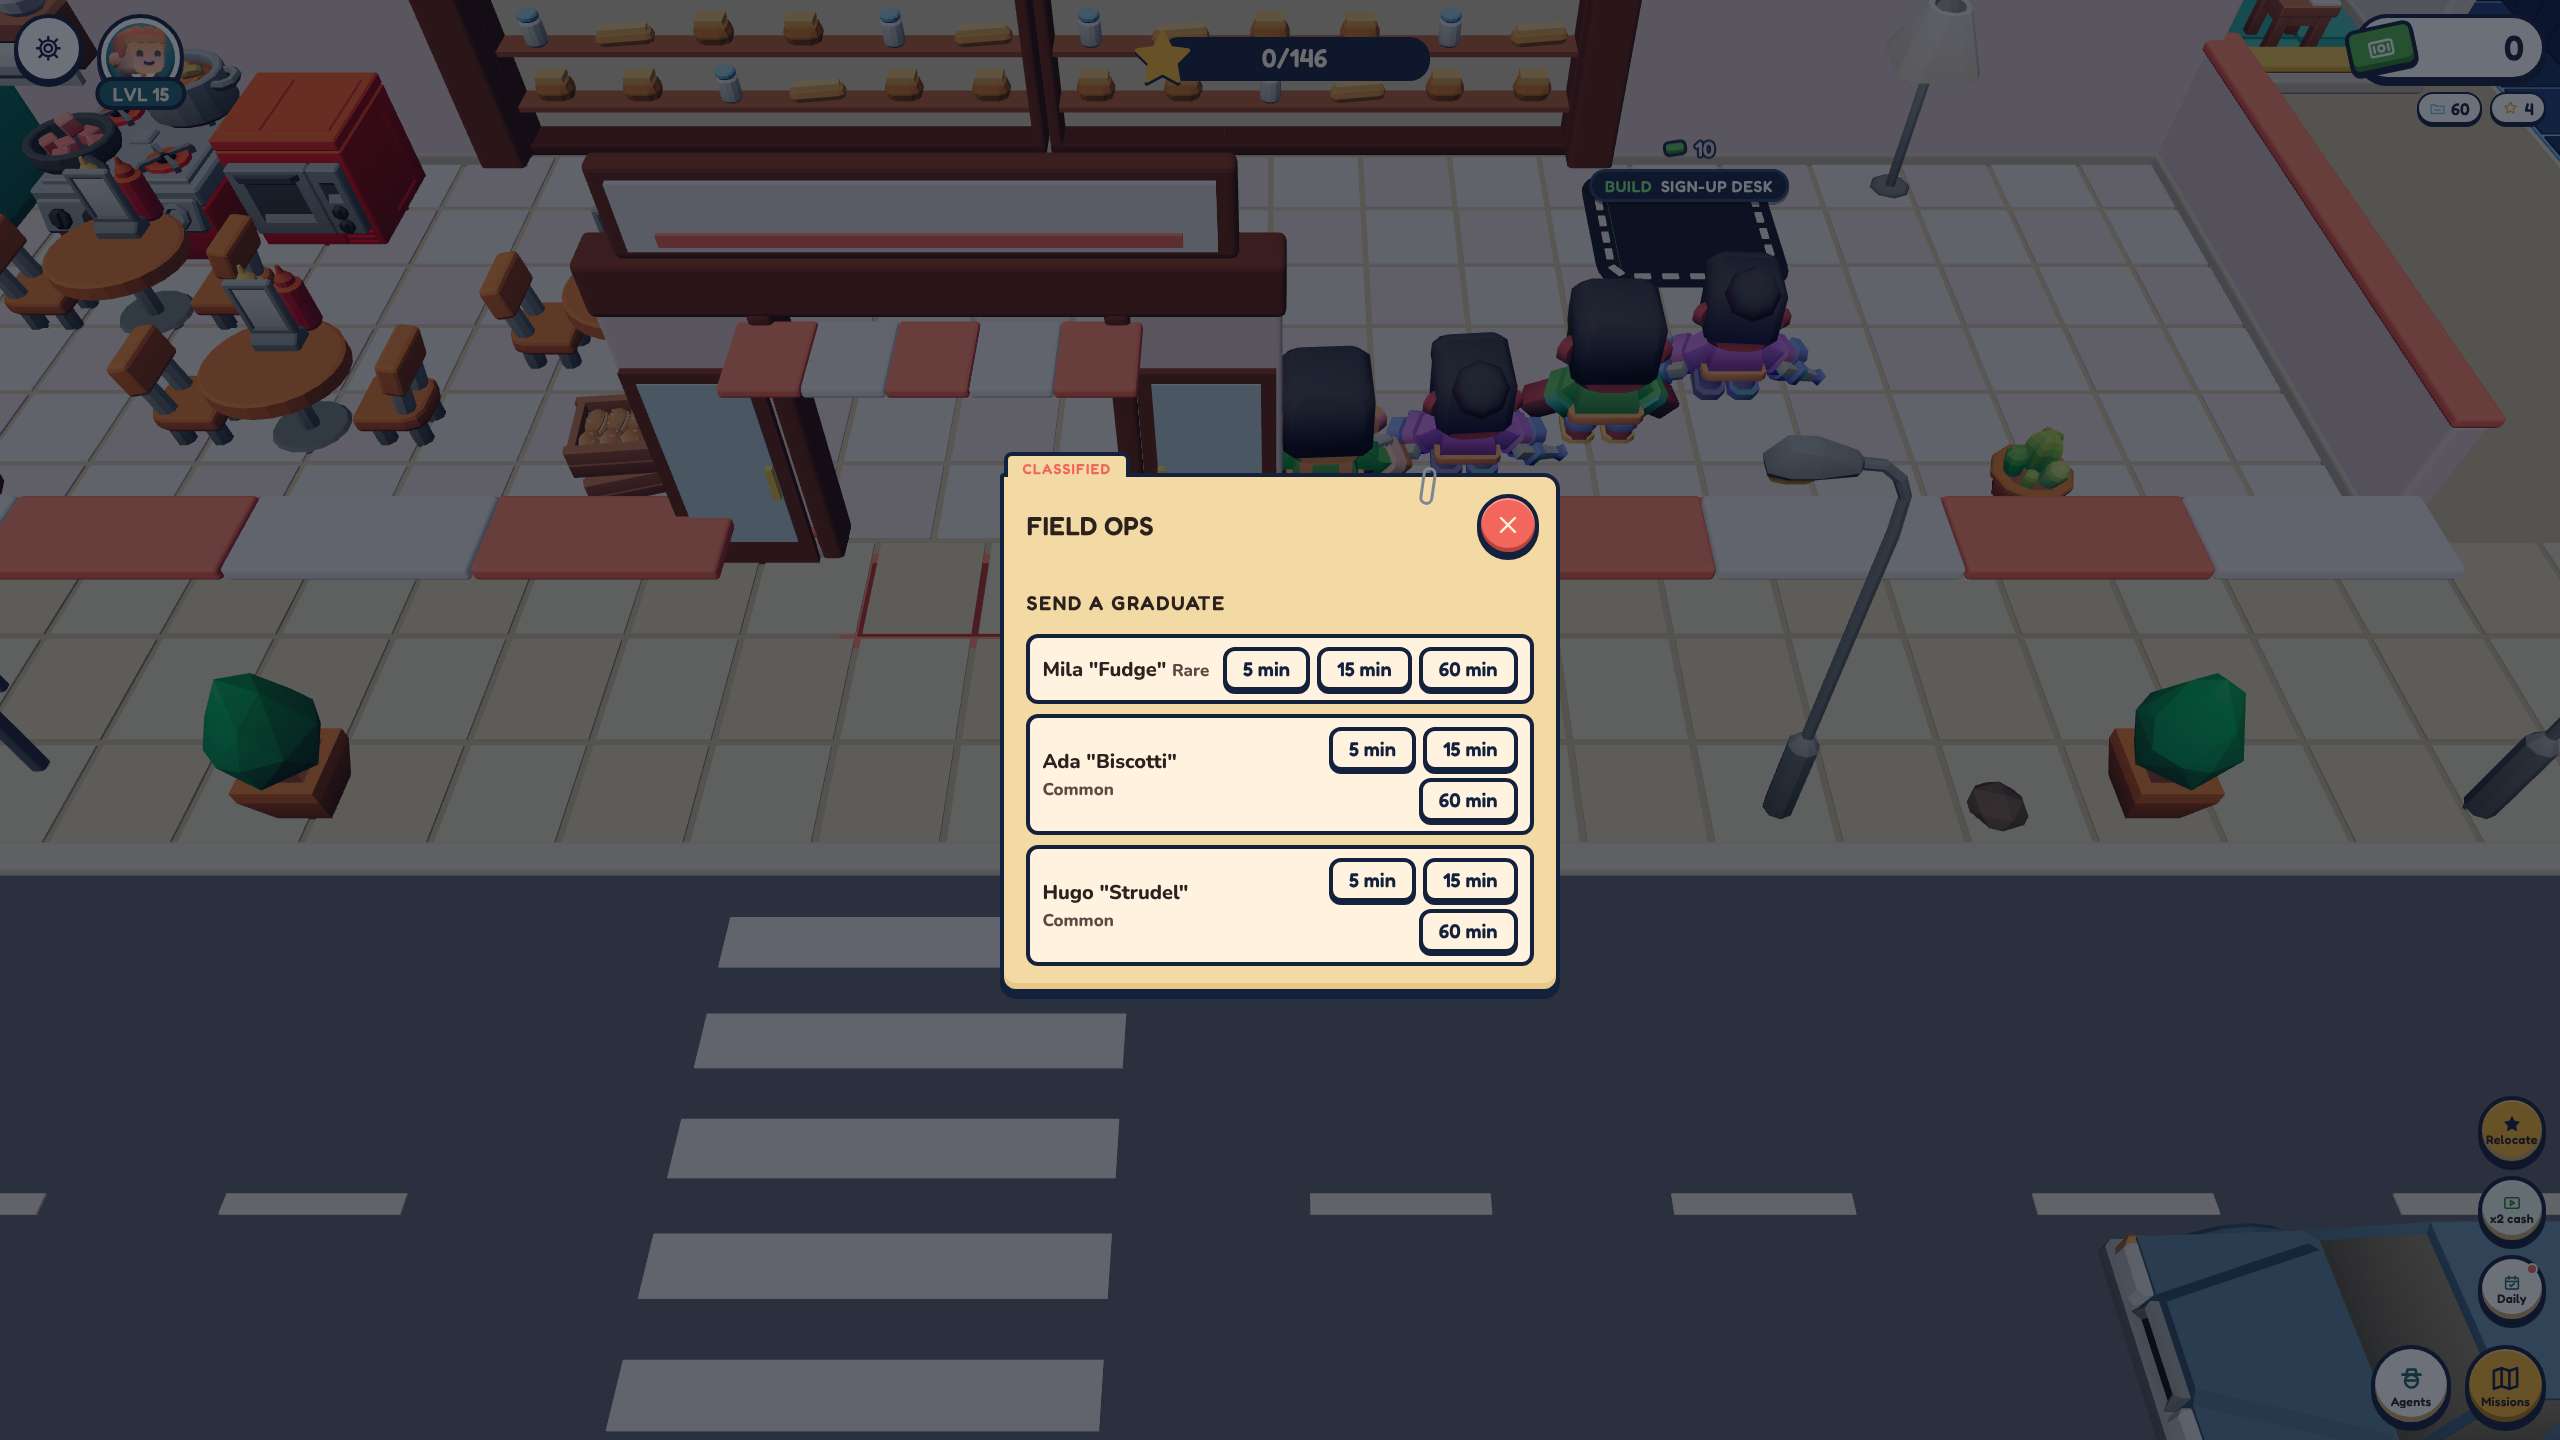 LVL 15
0/146
0
60
4
10
BUILD SIGN-UP DESK
CLASSIFIED
FIELD OPS
SEND A GRADUATE
Mila "Fudge" Rare
5 min
15 min
60 min
Ada "Biscotti"
Common
5 min
15 min
60 min
Hugo "Strudel"
Common
5 min
15 min
60 min
Relocate
x2 cash
Daily
Agents
Missions